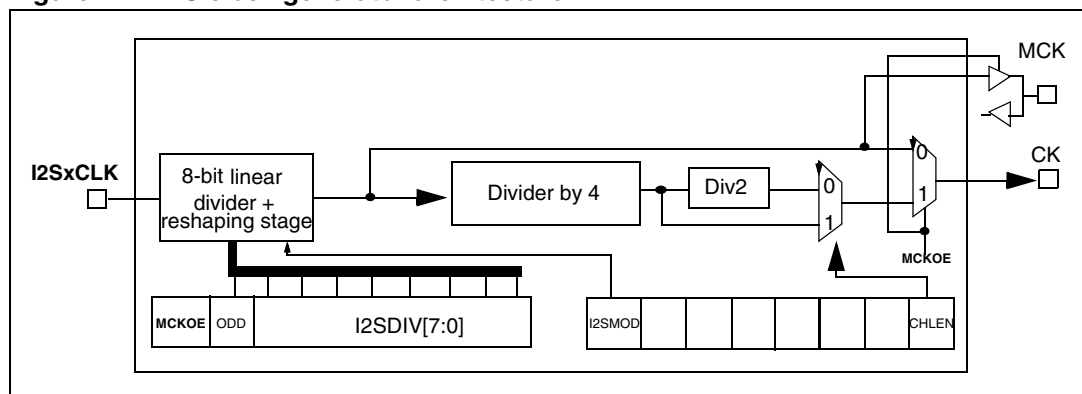 MCK
I2SxCLK
8-bit linear
divider +
reshaping stage
Divider by 4
Div2
0
1
0
1
CK
MCKOE
MCKOE
ODD
I2SDIV[7:0]
I2SMOD
CHLEN